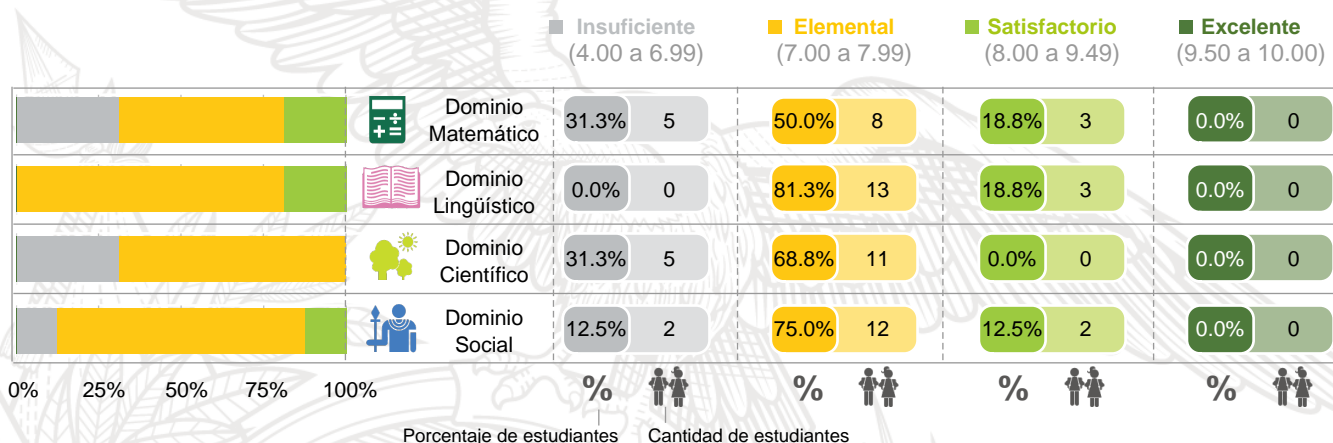 Insuficiente Elemental Satisfactorio Excelente
(4.00 a 6.99) (7.00 a 7.99) (8.00 a 9.49) (9.50 a 10.00)
Dominio
Matemático
31.3% 5 50.0% 8 18.8% 3 0.0% 0
Dominio
Lingüístico
0.0% 0 81.3% 13 18.8% 3 0.0% 0
Dominio
Científico
31.3% 5 68.8% 11 0.0% 0 0.0% 0
Dominio
Social
12.5% 2 75.0% 12 12.5% 2 0.0% 0
0% 25% 50% 75% 100% % % % %
Porcentaje de estudiantes Cantidad de estudiantes